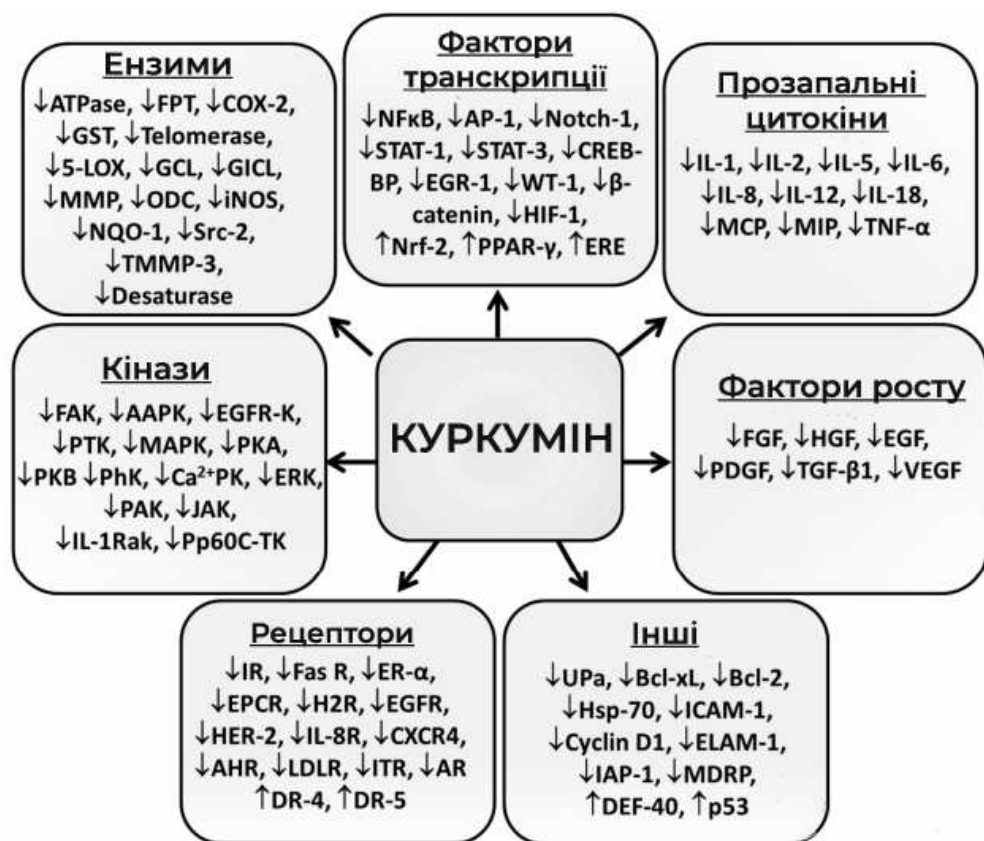 Ензими
↓ATPase, ↓FPT, ↓COX-2,
↓GST, ↓Telomerase,
↓5-LOX, ↓GCL, ↓GICL,
↓MMP, ↓ODC, ↓iNOS,
↓NQO-1, ↓Src-2,
↓TMMP-3,
↓Desaturase
Фактори
транскрипції
↓NFκB, ↓AP-1, ↓Notch-1,
↓STAT-1, ↓STAT-3, ↓CREB-
BP, ↓EGR-1, ↓WT-1, ↓β-
catenin, ↓HIF-1,
↑Nrf-2, ↑PPAR-γ, ↑ERE
Прозапальні
цитокіни
↓IL-1, ↓IL-2, ↓IL-5, ↓IL-6,
↓IL-8, ↓IL-12, ↓IL-18,
↓MCP, ↓MIP, ↓TNF-α
Кінази
↓FAK, ↓AAPK, ↓EGFR-K,
↓PTK, ↓MAPK, ↓PKA,
↓PKB ↓PhK, ↓Ca²⁺PK, ↓ERK,
↓PAK, ↓JAK,
↓IL-1Rak, ↓Pp60C-TK
КУРКУМІН
Фактори росту
↓FGF, ↓HGF, ↓EGF,
↓PDGF, ↓TGF-β1, ↓VEGF
Рецептори
↓IR, ↓Fas R, ↓ER-α,
↓EPCR, ↓H2R, ↓EGFR,
↓HER-2, ↓IL-8R, ↓CXCR4,
↓AHR, ↓LDLR, ↓ITR, ↓AR
↑DR-4, ↑DR-5
Інші
↓UPa, ↓Bcl-xL, ↓Bcl-2,
↓Hsp-70, ↓ICAM-1,
↓Cyclin D1, ↓ELAM-1,
↓IAP-1, ↓MDRP,
↑DEF-40, ↑p53